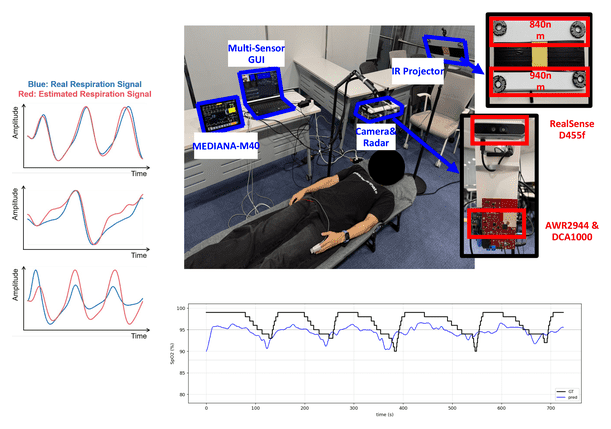 Blue: Real Respiration Signal
Red: Estimated Respiration Signal
Amplitude
Time
Amplitude
Time
Amplitude
Time
Multi-Sensor
GUI
MEDIANA-M40
IR Projector
Camera&
Radar
840n
m
940n
m
RealSense
D455f
AWR2944 &
DCA1000
SpO2 (%)
100
95
90
85
80
0
100
200
300
400
500
600
700
time (s)
GT
pred